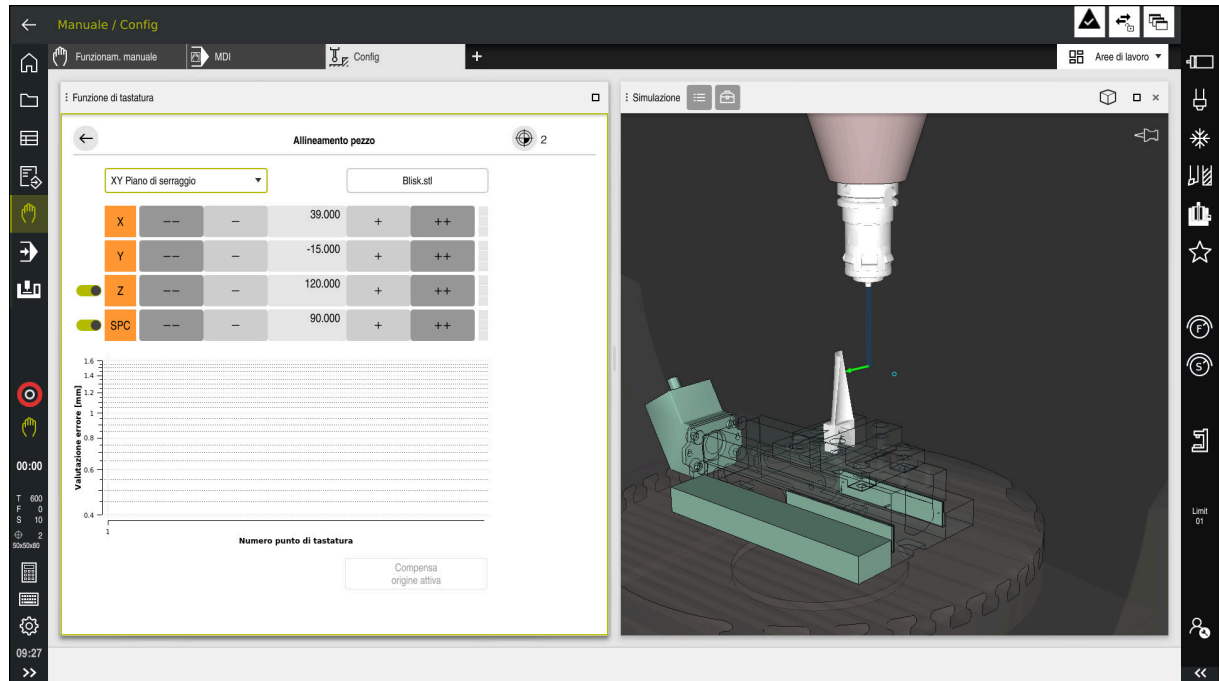 Manuale / Config
Funzionam. manuale
MDI
Config
+
Aree di lavoro
Funzione di tastatura
Allineamento pezzo
2
XY Piano di serraggio
Blisk.stl
X -- - 39.000 + ++
Y -- - -15.000 + ++
Z -- - 120.000 + ++
SPC -- - 90.000 + ++
Valutazione errore [mm]
1.6
1.4
1.2
1
0.8
0.6
0.4
1
Numero punto di tastatura
Compensa
origine attiva
Simulazione
00:00
T 600
F 0
S 10
2
50x50x80
09:27
F
S
Limit
01